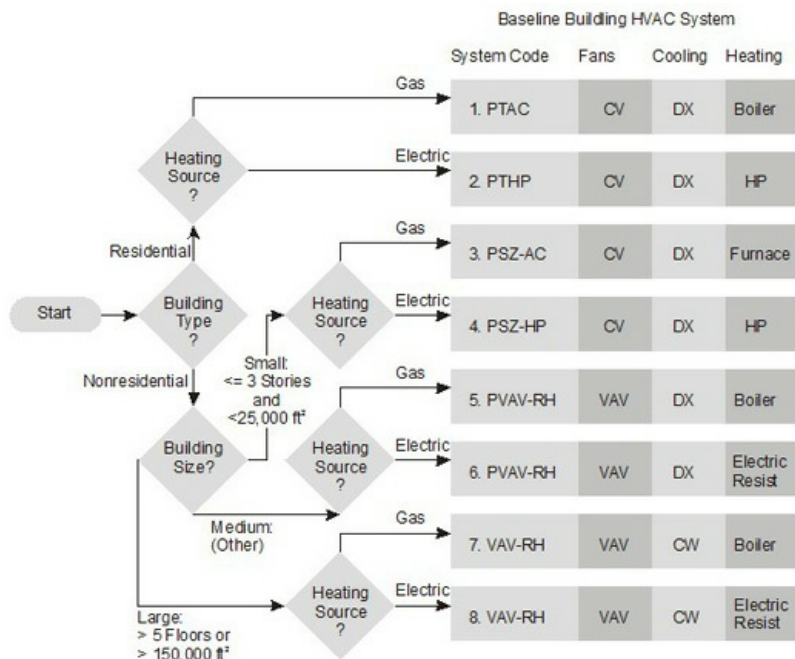 Baseline Buildling HVAC System
System Code Fans Cooling Heating
Gas
1. PTAC CV DX Boiler
Heating
Source
?
Electric
2. PTHP CV DX HP
Residential
Gas
3. PSZ-AC CV DX Furnace
Start
Building
Type
?
Heating
Source
?
Electric
4. PSZ-HP CV DX HP
Nonresidential
Small:
<= 3 Stories
and
<25,000 ft²
Gas
5. PVAV-RH VAV DX Boiler
Building
Size?
Heating
Source
?
Electric
6. PVAV-RH VAV DX Electric
Resist
Medium:
(Other)
Gas
7. VAV-RH VAV CW Boiler
Heating
Source
?
Electric
8. VAV-RH VAV CW Electric
Resist
Large:
> 5 Floors or
> 150,000 ft²